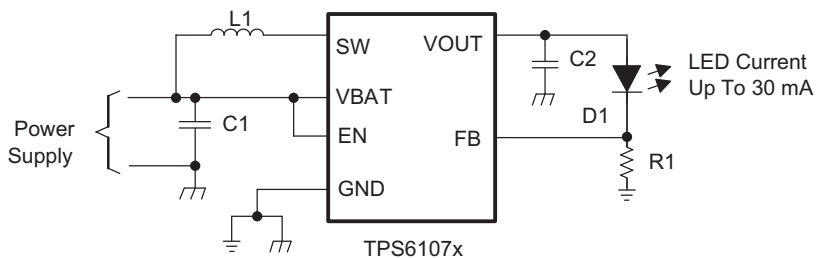 L1
SW
VOUT
C2
LED Current
Up To 30 mA
VBAT
D1
Power
Supply
C1
EN
FB
R1
GND
TPS6107x